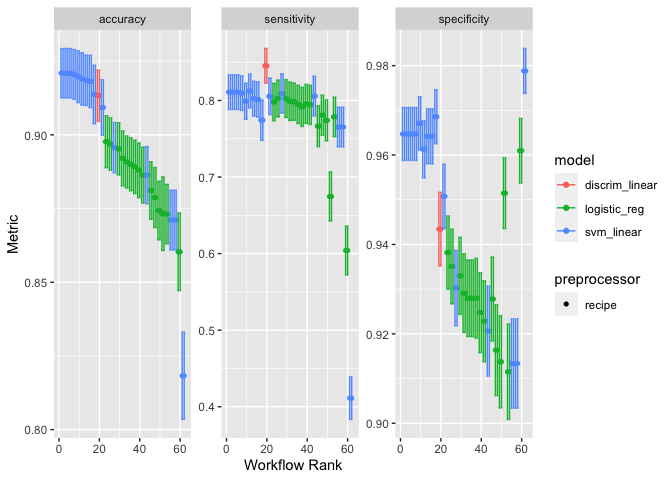 accuracy
sensitivity
specificity
Metric
0.90
0.85
0.80
0.8
0.7
0.6
0.5
0.4
0.98
0.96
0.94
0.92
0.90
0 20 40 60
0 20 40 60
0 20 40 60
Workflow Rank
model
discrim_linear
logistic_reg
svm_linear
preprocessor
recipe